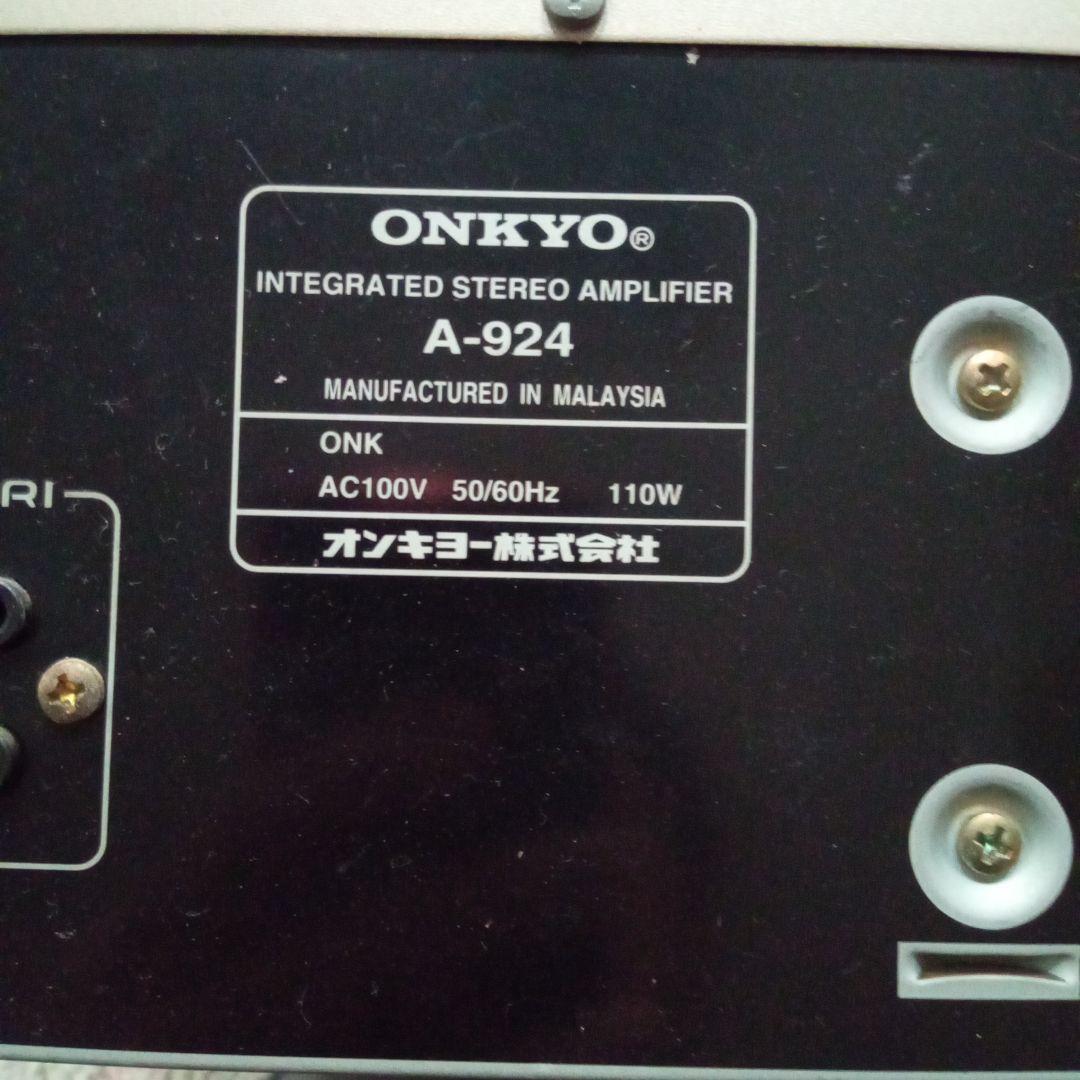 ONKYO®
INTEGRATED STEREO AMPLIFIER
A-924
MANUFACTURED IN MALAYSIA
ONK
AC100V 50/60Hz 110W
オンキヨー株式会社
RI